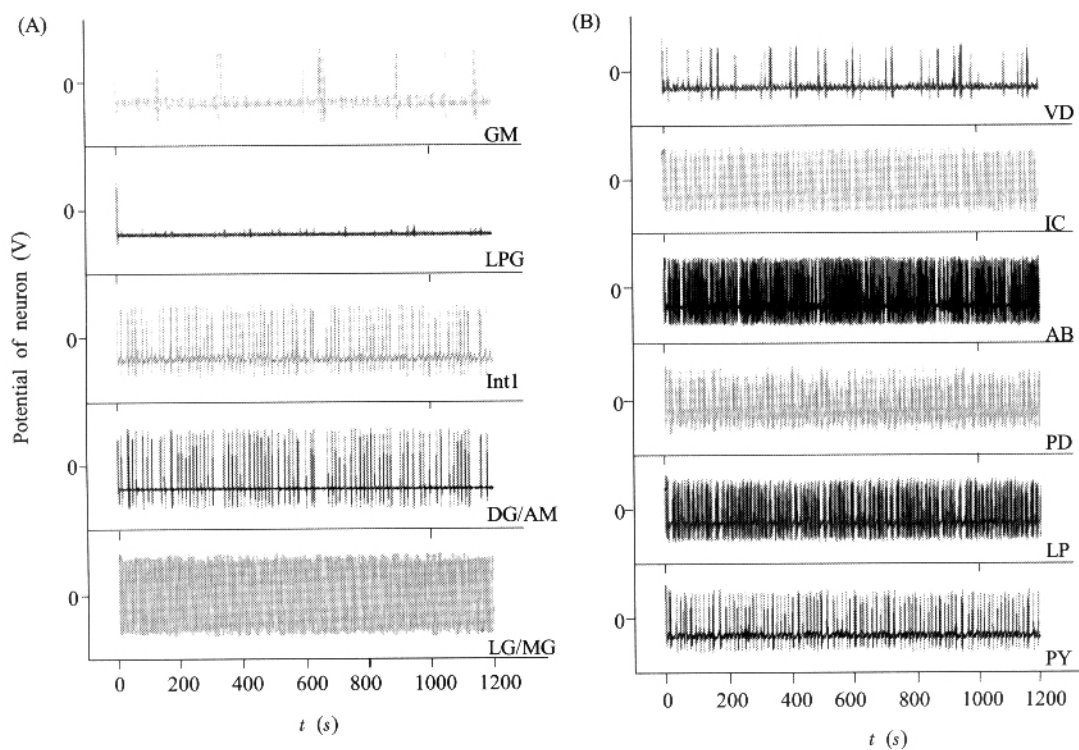 (A)
0
GM
0
LPG
0
Int1
0
DG/AM
0
LG/MG
0 200 400 600 800 1000 1200
t (s)
Potential of neuron (V)
(B)
0
VD
0
IC
0
AB
0
PD
0
LP
0
PY
0 200 400 600 800 1000 1200
t (s)